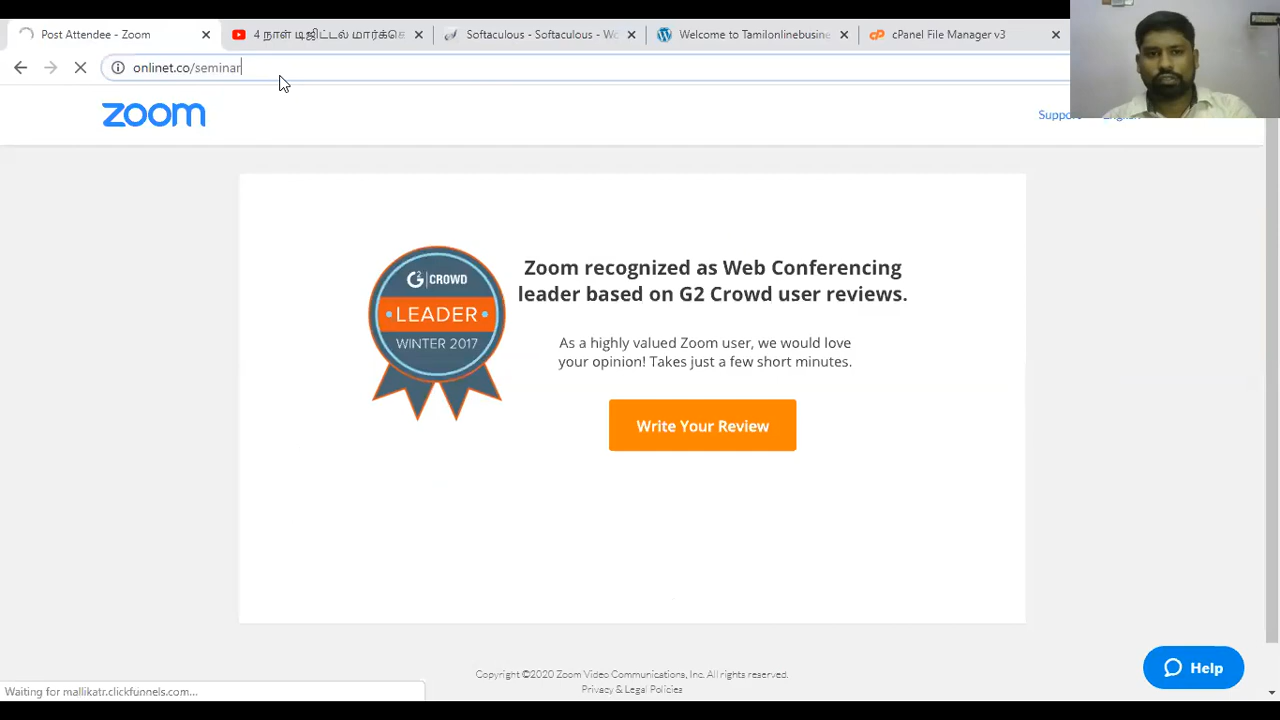 Post Attendee - Zoom
4 நாள் டிஜிட்டல் மார்க்கெ
Softaculous - Softaculous - Wo
Welcome to Tamilonlinebusine
cPanel File Manager v3
onlinet.co/seminar
zoom
Support
English
G2 CROWD
LEADER
WINTER 2017
Zoom recognized as Web Conferencing
leader based on G2 Crowd user reviews.
As a highly valued Zoom user, we would love
your opinion! Takes just a few short minutes.
Write Your Review
Copyright ©2020 Zoom Video Communications, Inc. All rights reserved.
Privacy & Legal Policies
Help
Waiting for mallikatr.clickfunnels.com...